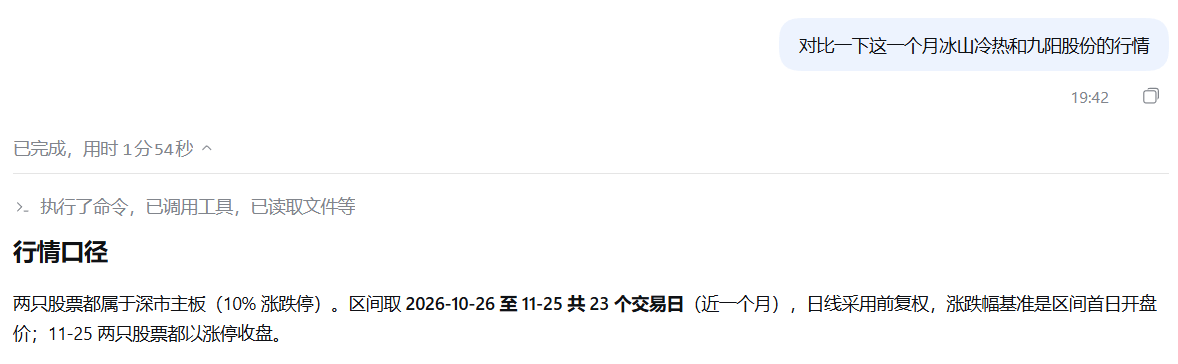 对比一下这一个月冰山冷热和九阳股份的行情
19:42
已完成，用时 1分54秒
执行了命令，已调用工具，已读取文件等
行情口径
两只股票都属于深市主板（10% 涨跌停）。区间取 2026-10-26 至 11-25 共 23 个交易日（近一个月），日线采用前复权，涨跌幅基准是区间首日开盘
价；11-25 两只股票都以涨停收盘。